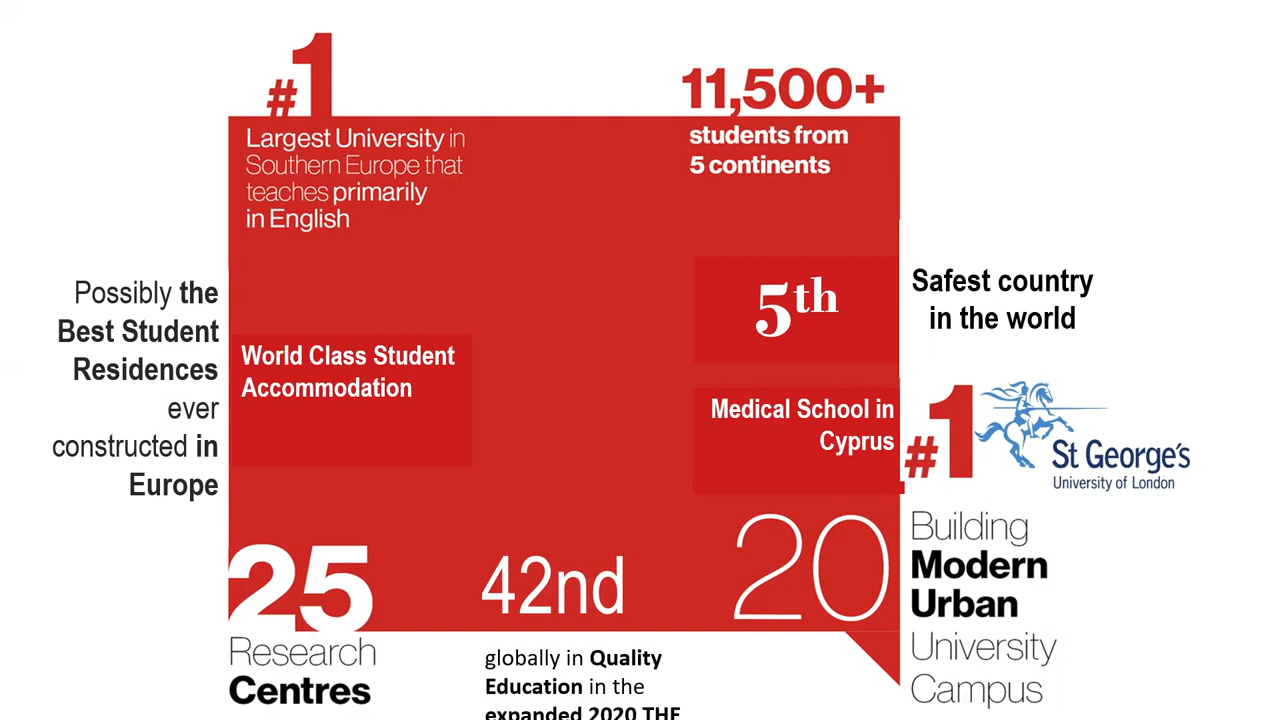 #1
Largest University in
Southern Europe that
teaches primarily
in English
11,500+
students from
5 continents
Possibly the
Best Student
Residences
ever
constructed in
Europe
World Class Student
Accommodation
5th
Safest country
in the world
Medical School in
Cyprus
#1
St George's
University of London
25
Research
Centres
42nd
globally in Quality
Education in the
expanded 2020 THE
20
Building
Modern
Urban
University
Campus